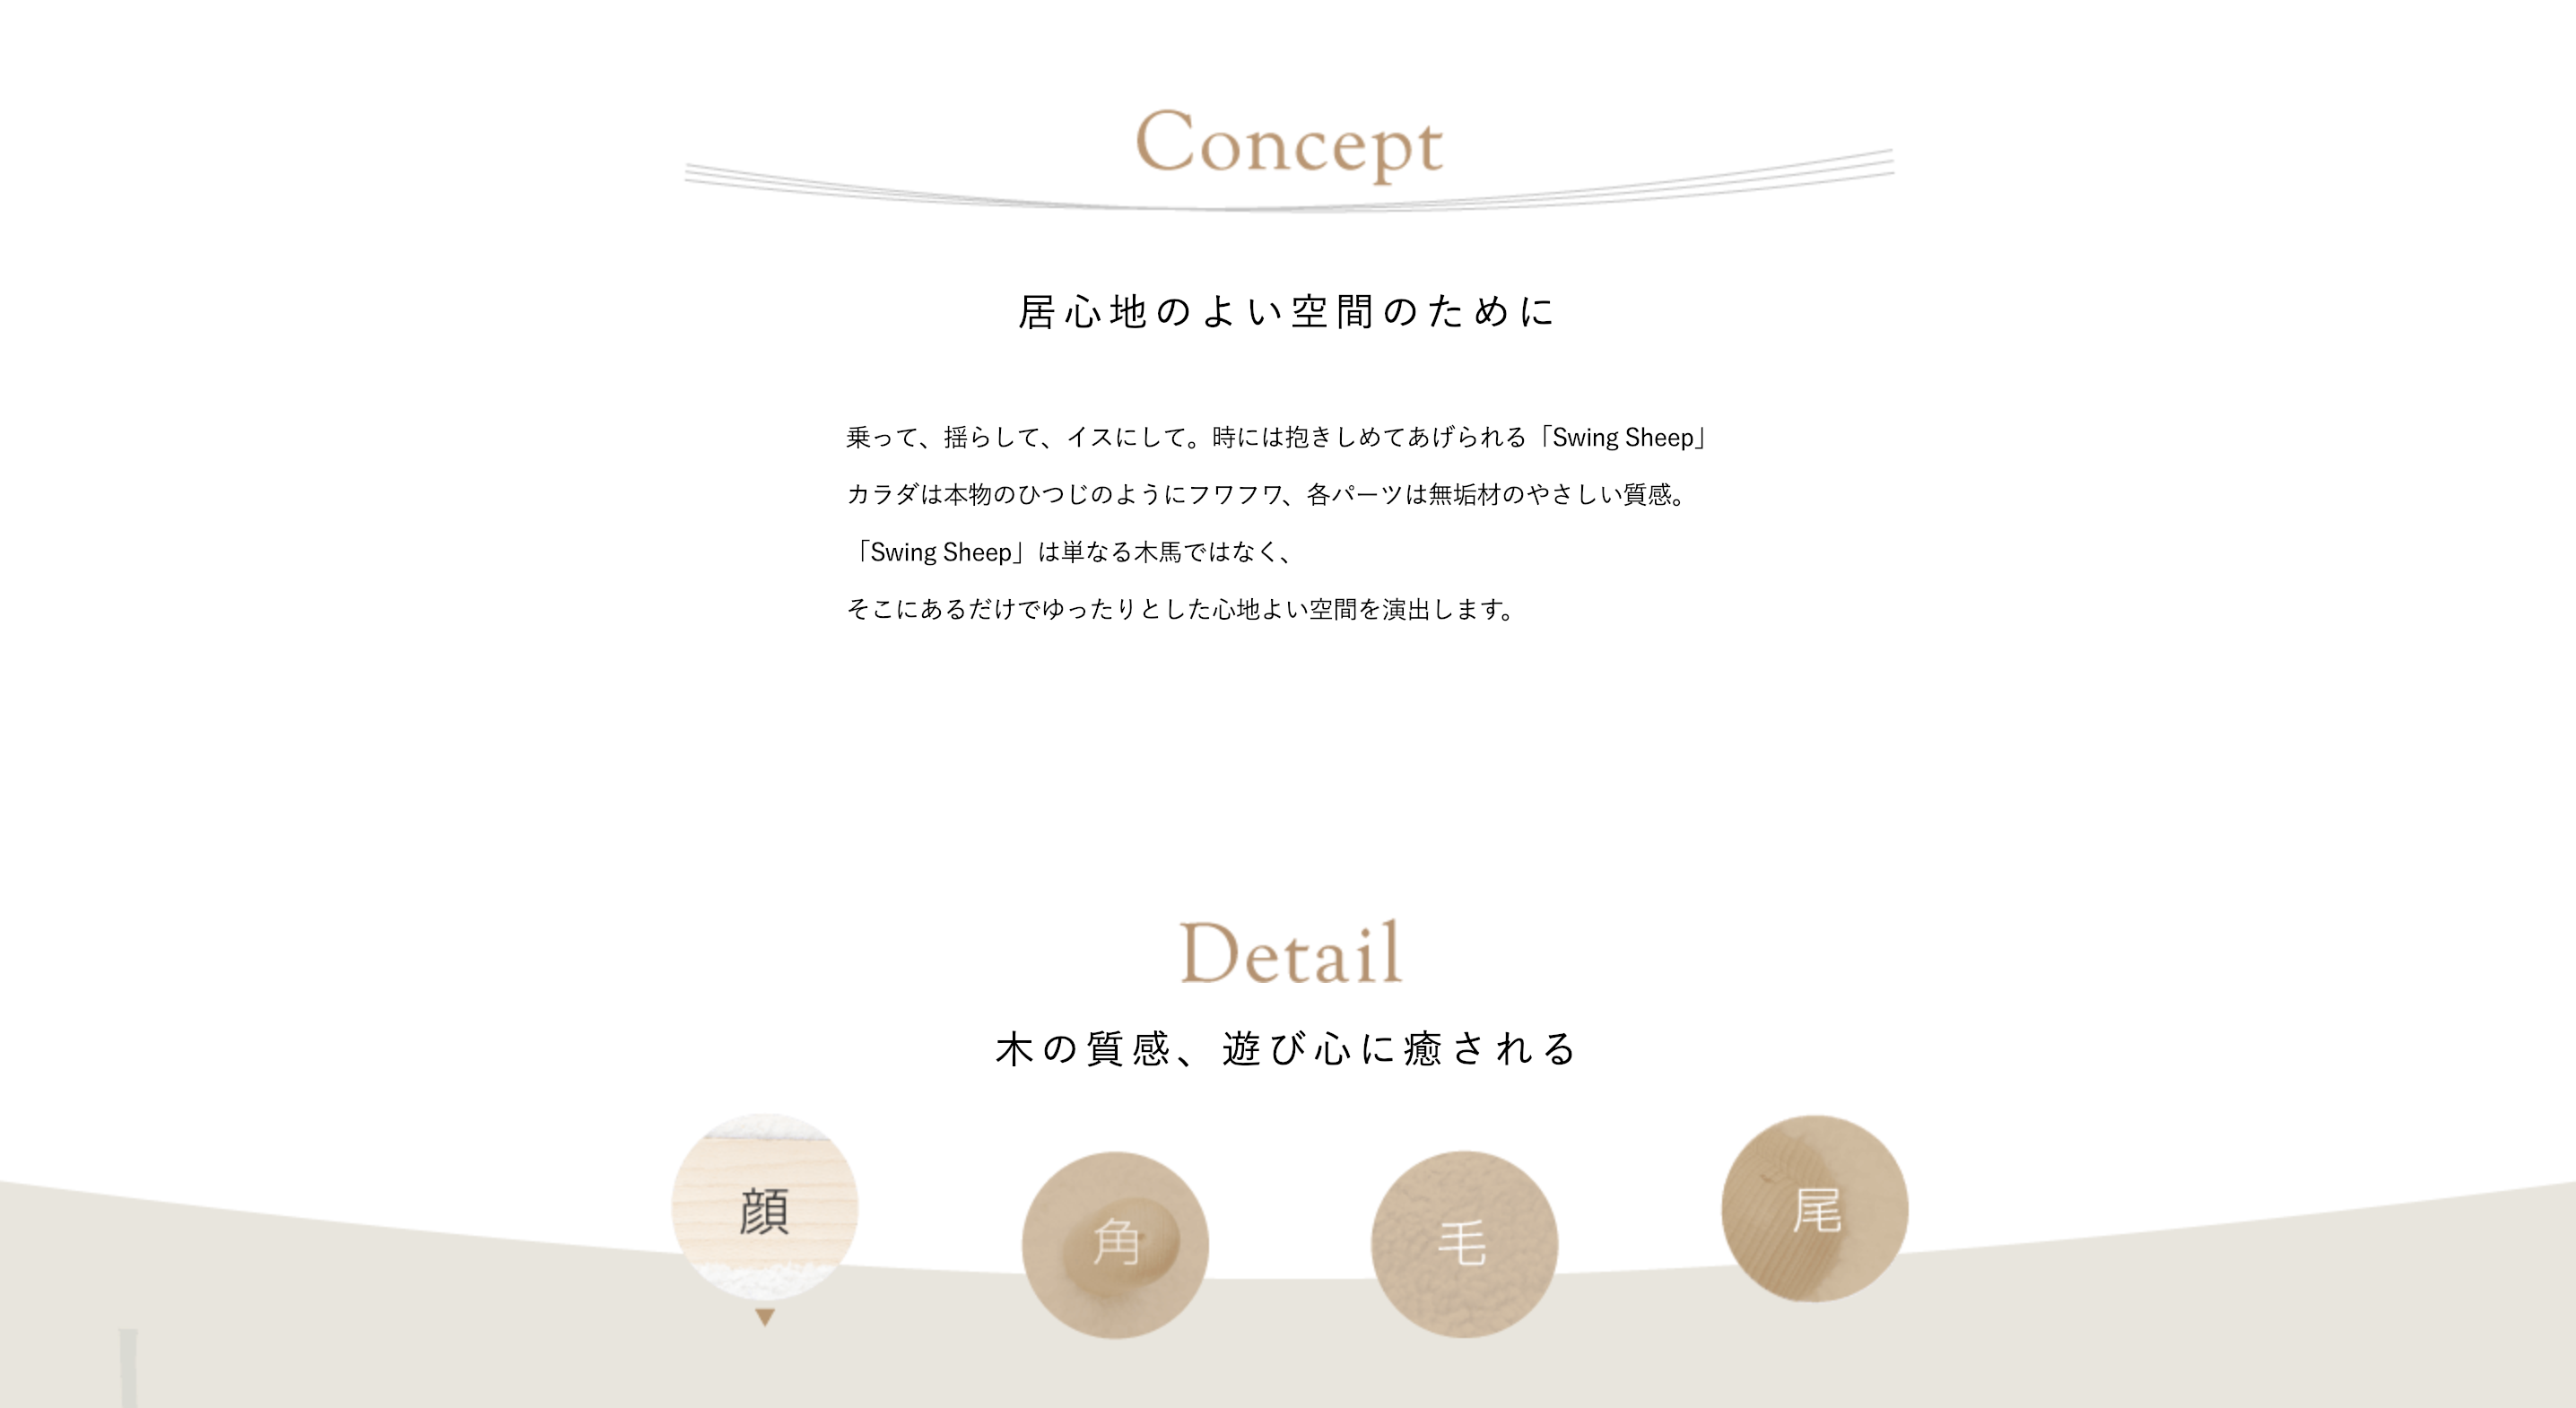 Concept
居心地のよい空間のために
乗って、揺らして、イスにして。時には抱きしめてあげられる「Swing Sheep」
カラダは本物のひつじのようにフワフワ、各パーツは無垢材のやさしい質感。
「Swing Sheep」は単なる木馬ではなく、
そこにあるだけでゆったりとした心地よい空間を演出します。
Detail
木の質感、遊び心に癒される
顔
角
毛
尾